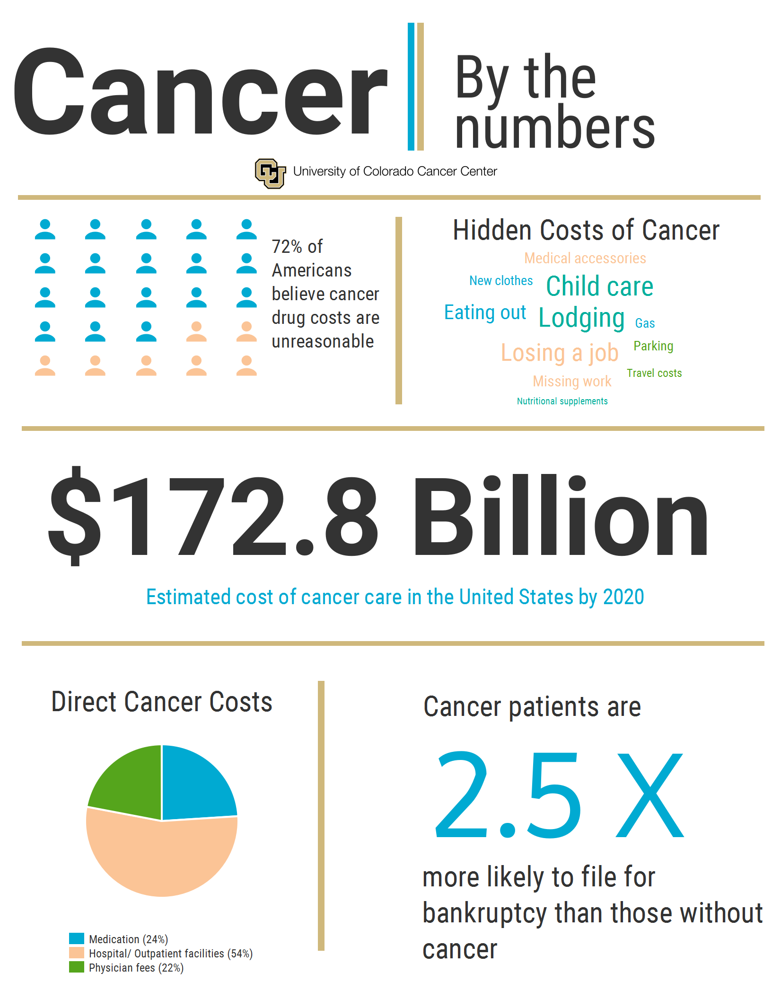 Cancer
By the
numbers
University of Colorado Cancer Center
72% of
Americans
believe cancer
drug costs are
unreasonable
Hidden Costs of Cancer
Medical accessories
New clothes
Child care
Eating out
Lodging
Gas
Losing a job
Parking
Travel costs
Missing work
Nutritional supplements
$172.8 Billion
Estimated cost of cancer care in the United States by 2020
Direct Cancer Costs
Medication (24%)
Hospital/ Outpatient facilities (54%)
Physician fees (22%)
Cancer patients are
2.5 X
more likely to file for
bankruptcy than those without
cancer